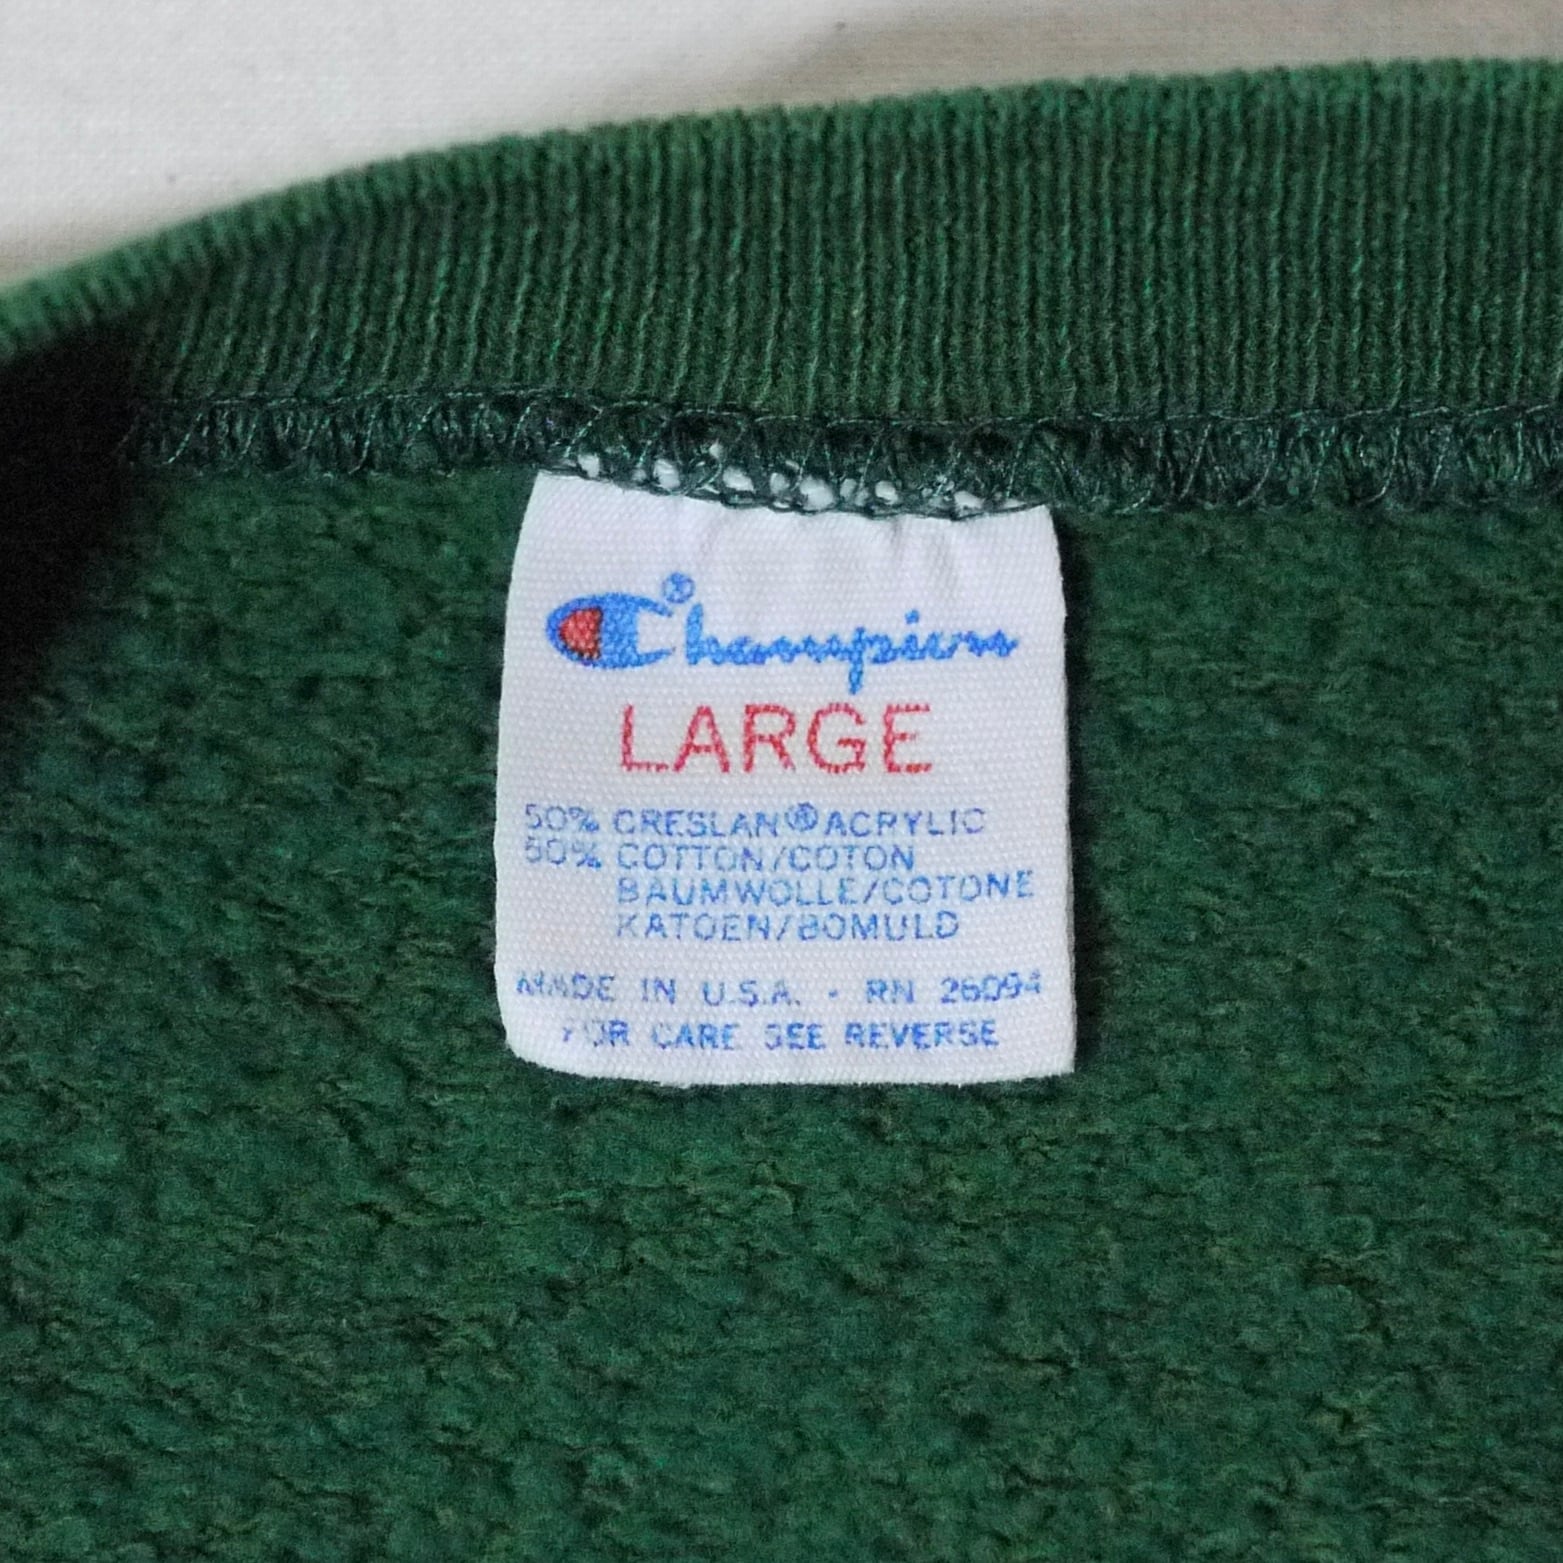 Champion®
LARGE
50% CRESLAN® ACRYLIC
50% COTTON/COTON
BAUMWOLLE/COTONE
KATOEN/BOMULD
MADE IN U.S.A. - RN 26094
FOR CARE SEE REVERSE